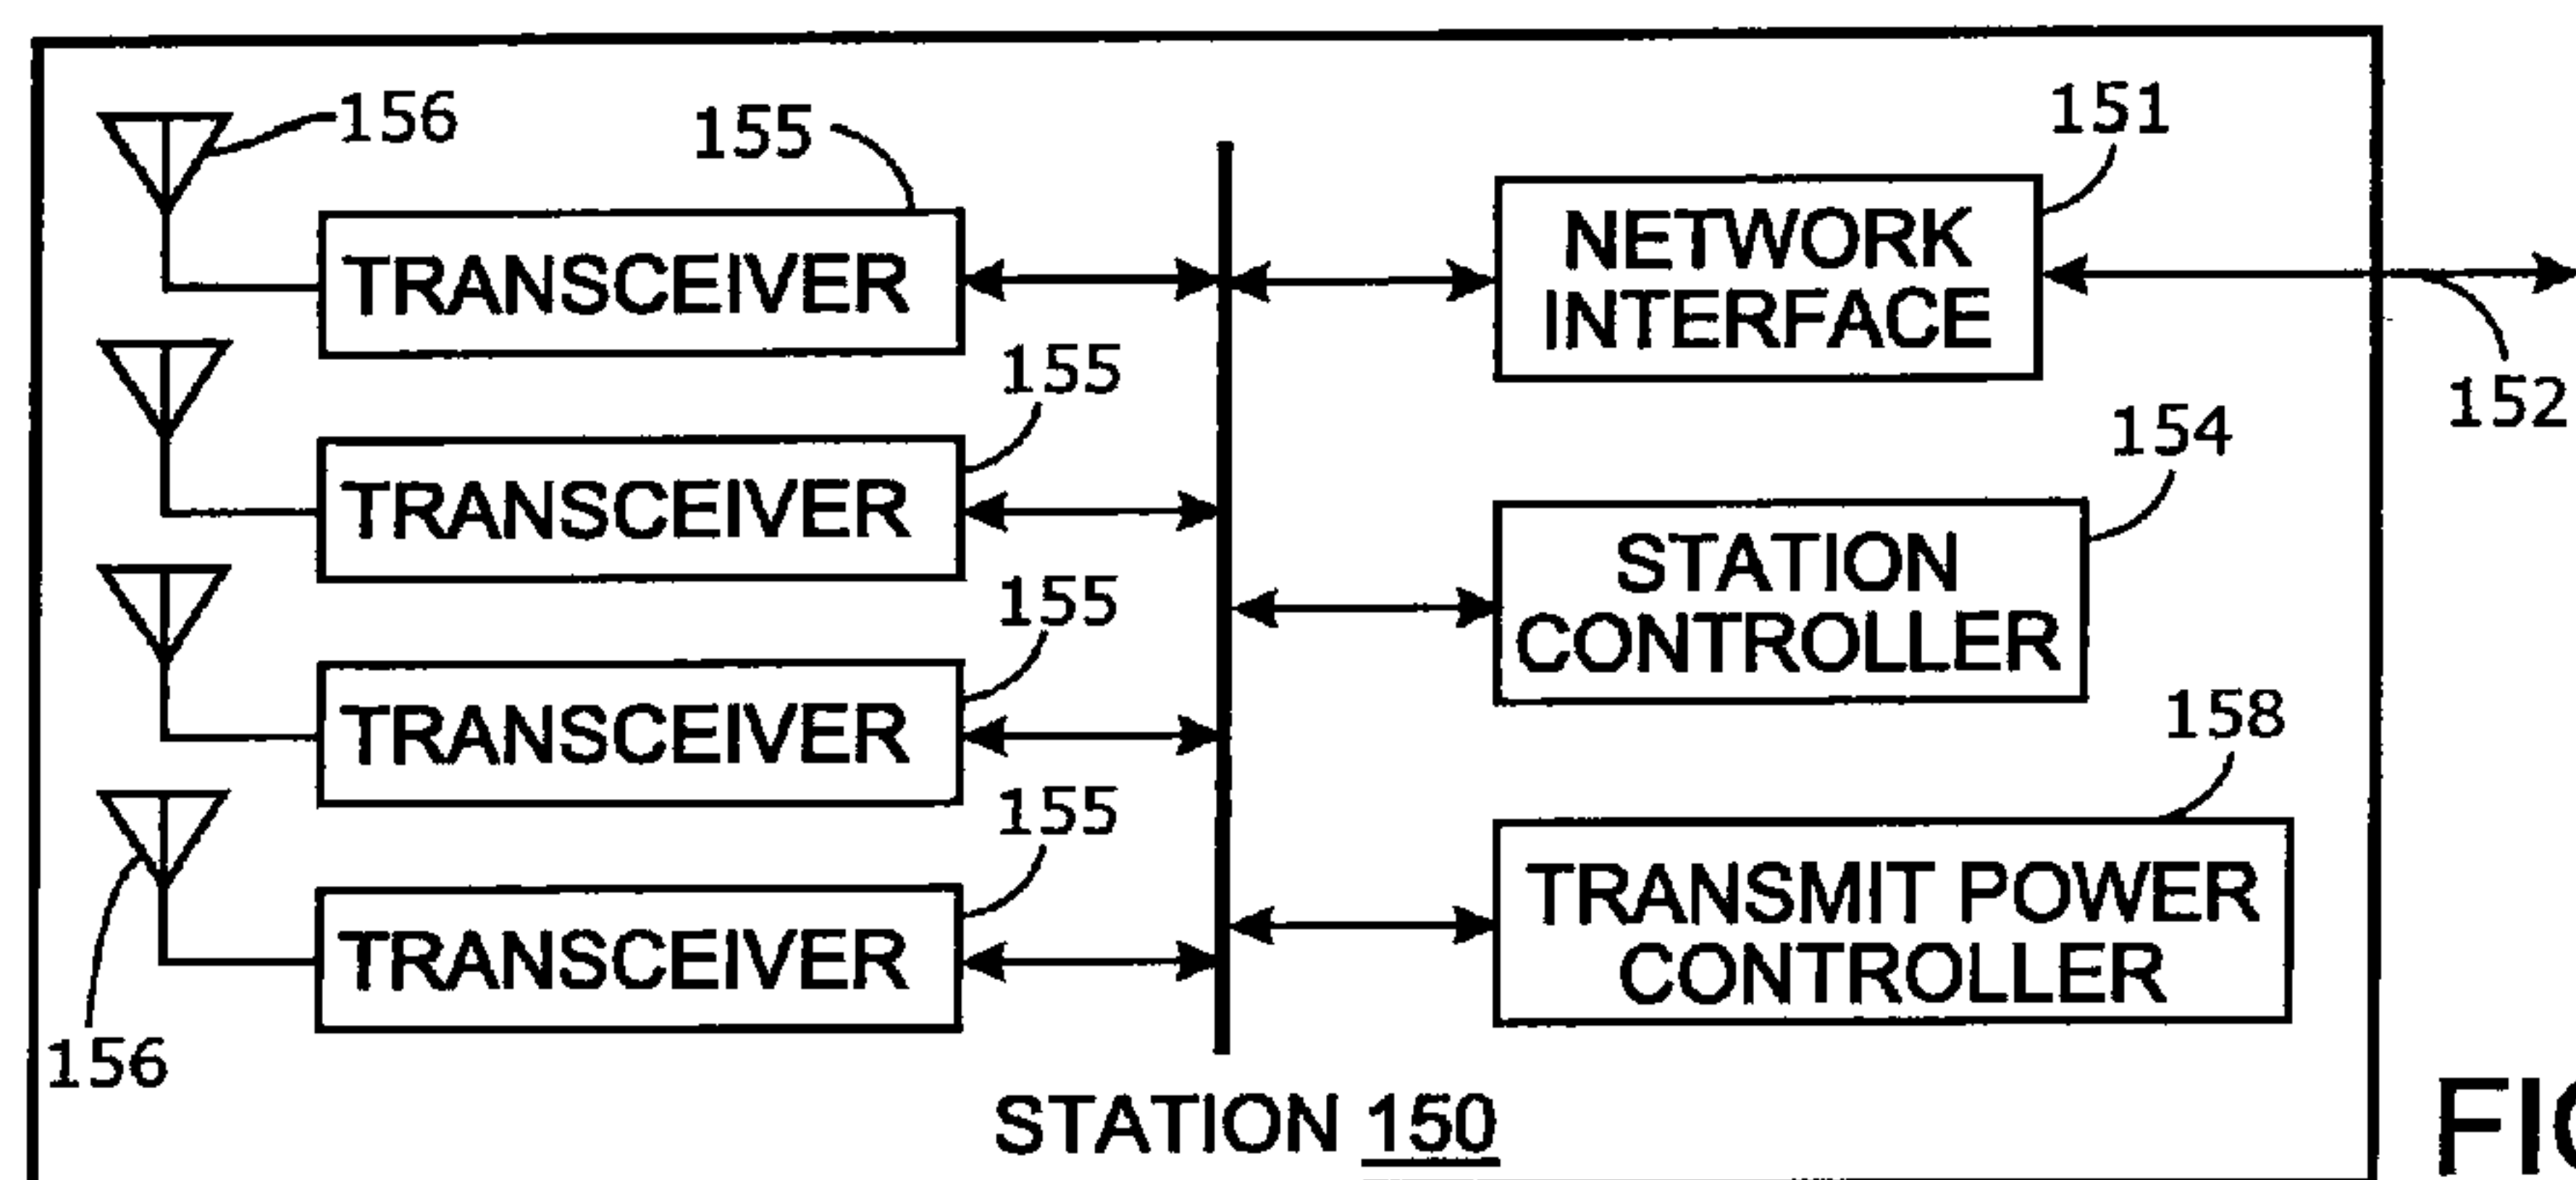 156
155
151
TRANSCEIVER
NETWORK
INTERFACE
152
155
TRANSCEIVER
154
STATION
CONTROLLER
155
TRANSCEIVER
158
155
TRANSMIT POWER
CONTROLLER
TRANSCEIVER
156
STATION 150